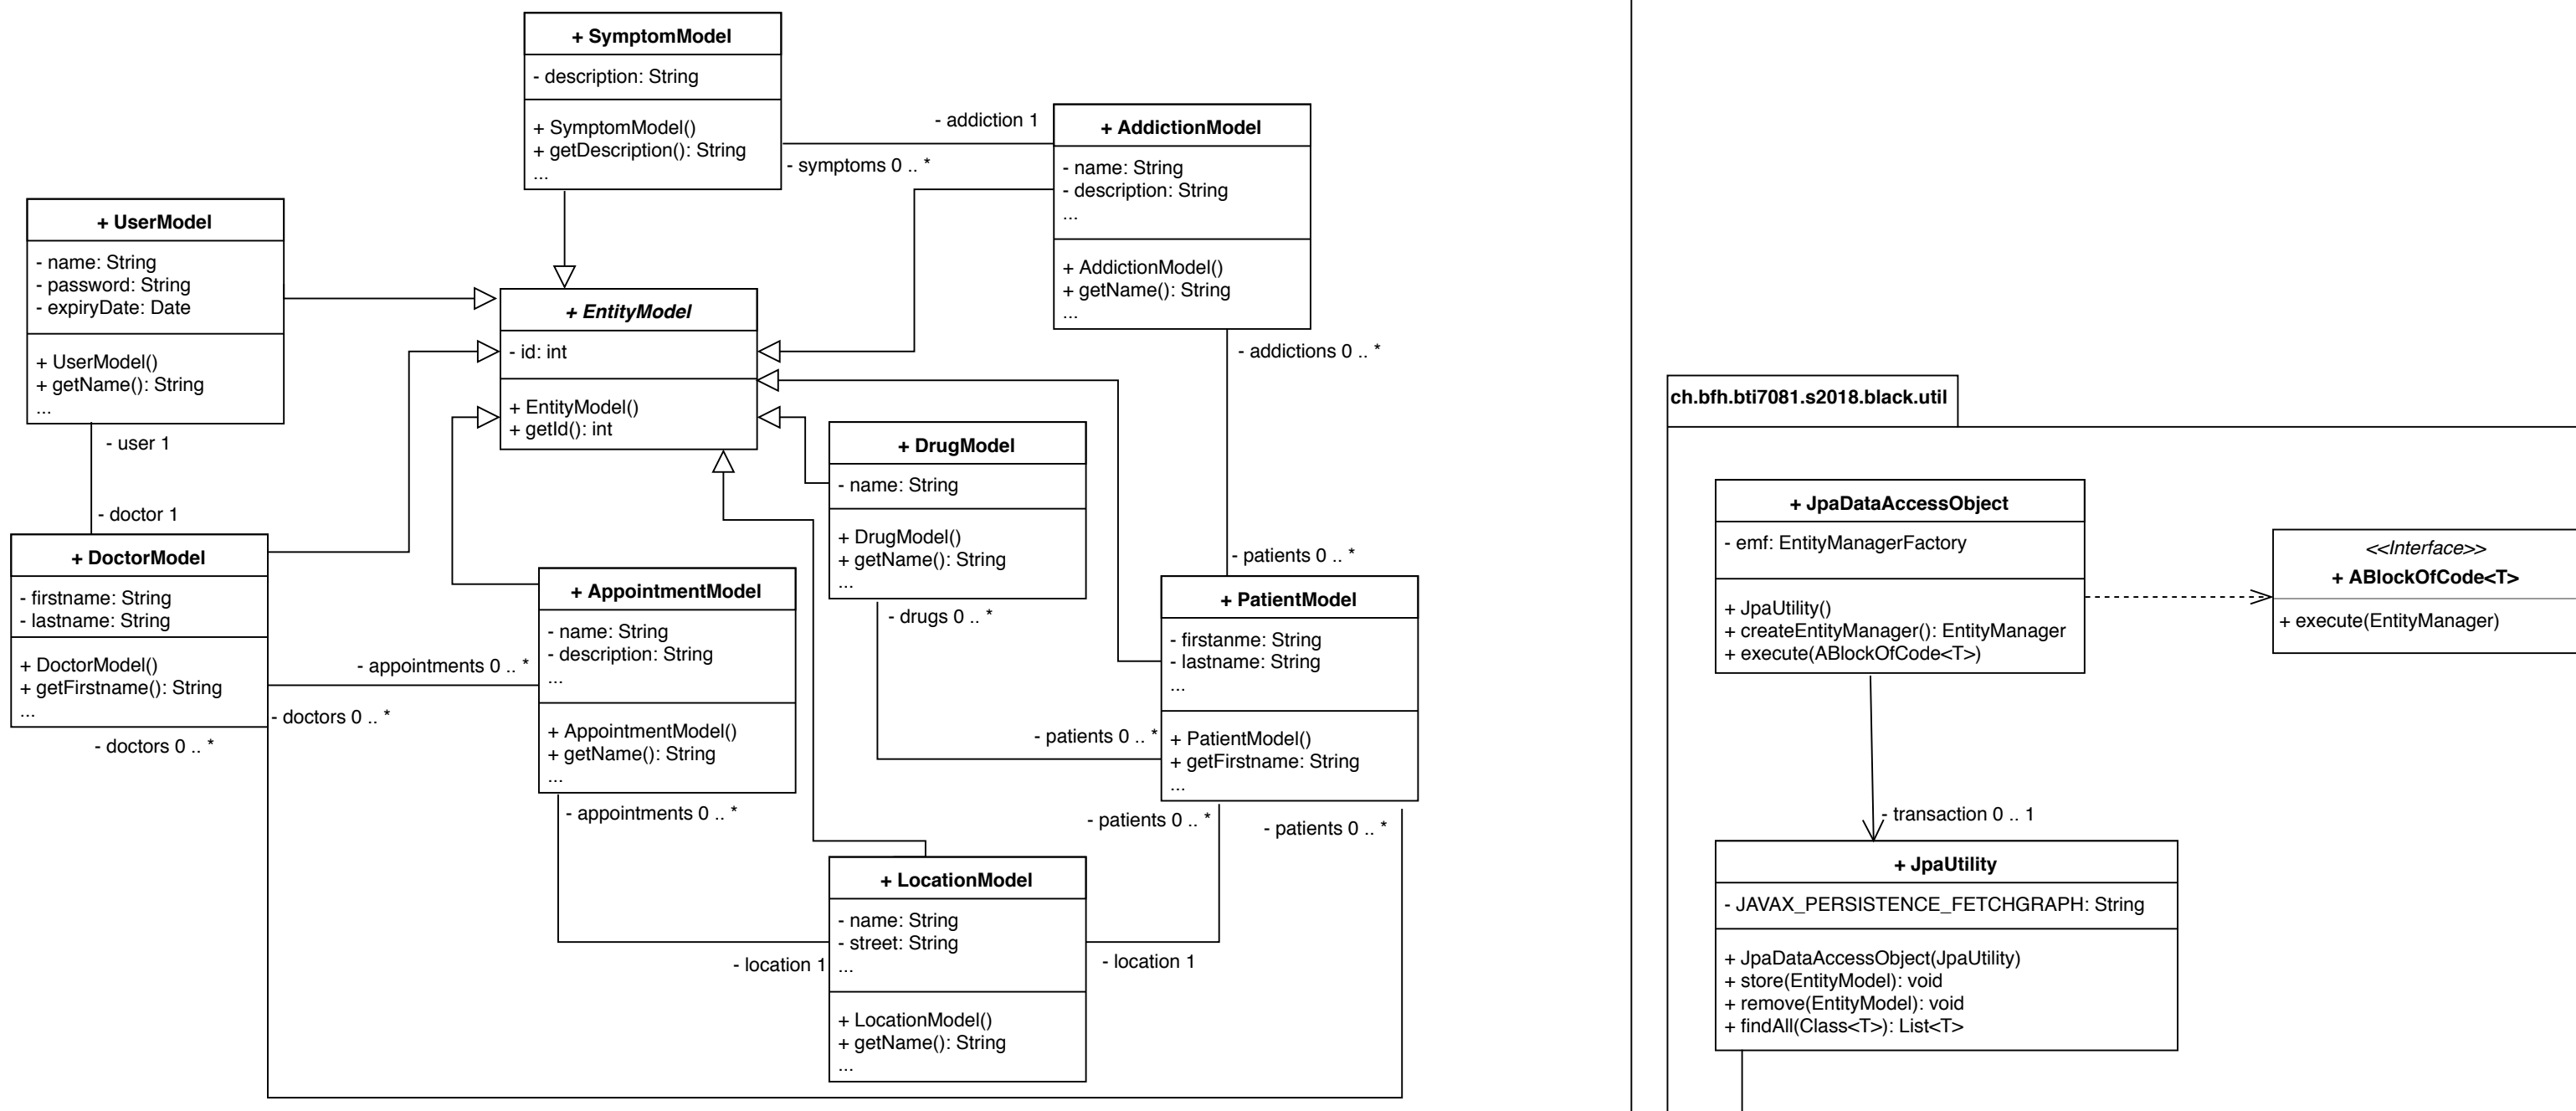 + SymptomModel
- description: String
+ SymptomModel()
+ getDescription(): String
...
- addiction 1
- symptoms 0 .. *
+ AddictionModel
- name: String
- description: String
...
+ AddictionModel()
+ getName(): String
...
- addictions 0 .. *
+ UserModel
- name: String
- password: String
- expiryDate: Date
+ UserModel()
+ getName(): String
...
- user 1
- doctor 1
+ EntityModel
- id: int
+ EntityModel()
+ getId(): int
+ DrugModel
- name: String
+ DrugModel()
+ getName(): String
...
- drugs 0 .. *
- patients 0 .. *
+ DoctorModel
- firstname: String
- lastname: String
+ DoctorModel()
+ getFirstname(): String
...
- doctors 0 .. *
- doctors 0 .. *
- appointments 0 .. *
+ AppointmentModel
- name: String
- description: String
...
+ AppointmentModel()
+ getName(): String
...
- appointments 0 .. *
+ PatientModel
- firstanme: String
- lastname: String
...
+ PatientModel()
+ getFirstname: String
...
- patients 0 .. *
- patients 0 .. *
- patients 0 .. *
+ LocationModel
- name: String
- street: String
...
+ LocationModel()
+ getName(): String
...
- location 1
- location 1
ch.bfh.bti7081.s2018.black.util
+ JpaDataAccessObject
- emf: EntityManagerFactory
+ JpaUtility()
+ createEntityManager(): EntityManager
+ execute(ABlockOfCode<T>)
<<Interface>>
+ ABlockOfCode<T>
+ execute(EntityManager)
- transaction 0 .. 1
+ JpaUtility
- JAVAX_PERSISTENCE_FETCHGRAPH: String
+ JpaDataAccessObject(JpaUtility)
+ store(EntityModel): void
+ remove(EntityModel): void
+ findAll(Class<T>): List<T>